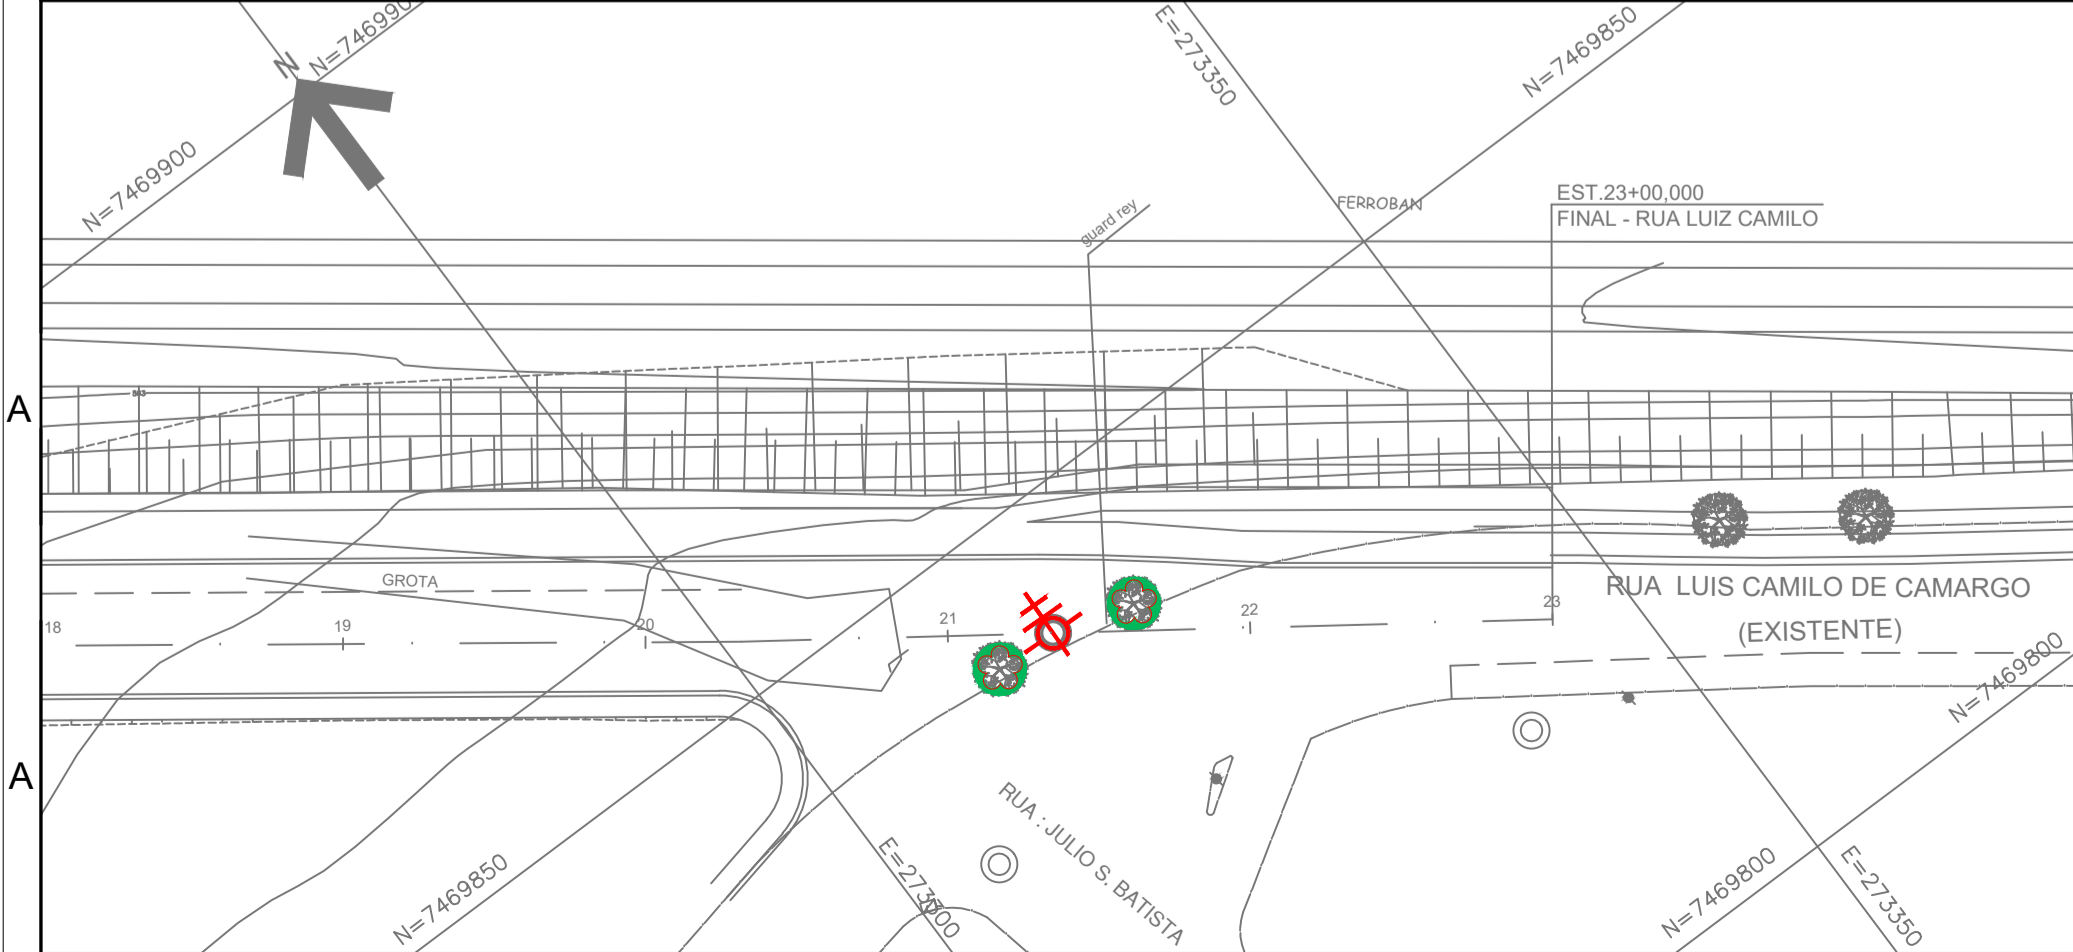 N=7469900
N
N=746990
E=273350
N=7469850
guard rey
FERROBAN
EST.23+00,000
FINAL - RUA LUIZ CAMILO
A
GROTA
18
19
20
21
22
23
RUA LUIS CAMILO DE CAMARGO
(EXISTENTE)
N=7469800
A
RUA : JULIO S. BATISTA
N=7469850
E=273300
N=7469800
E=273350